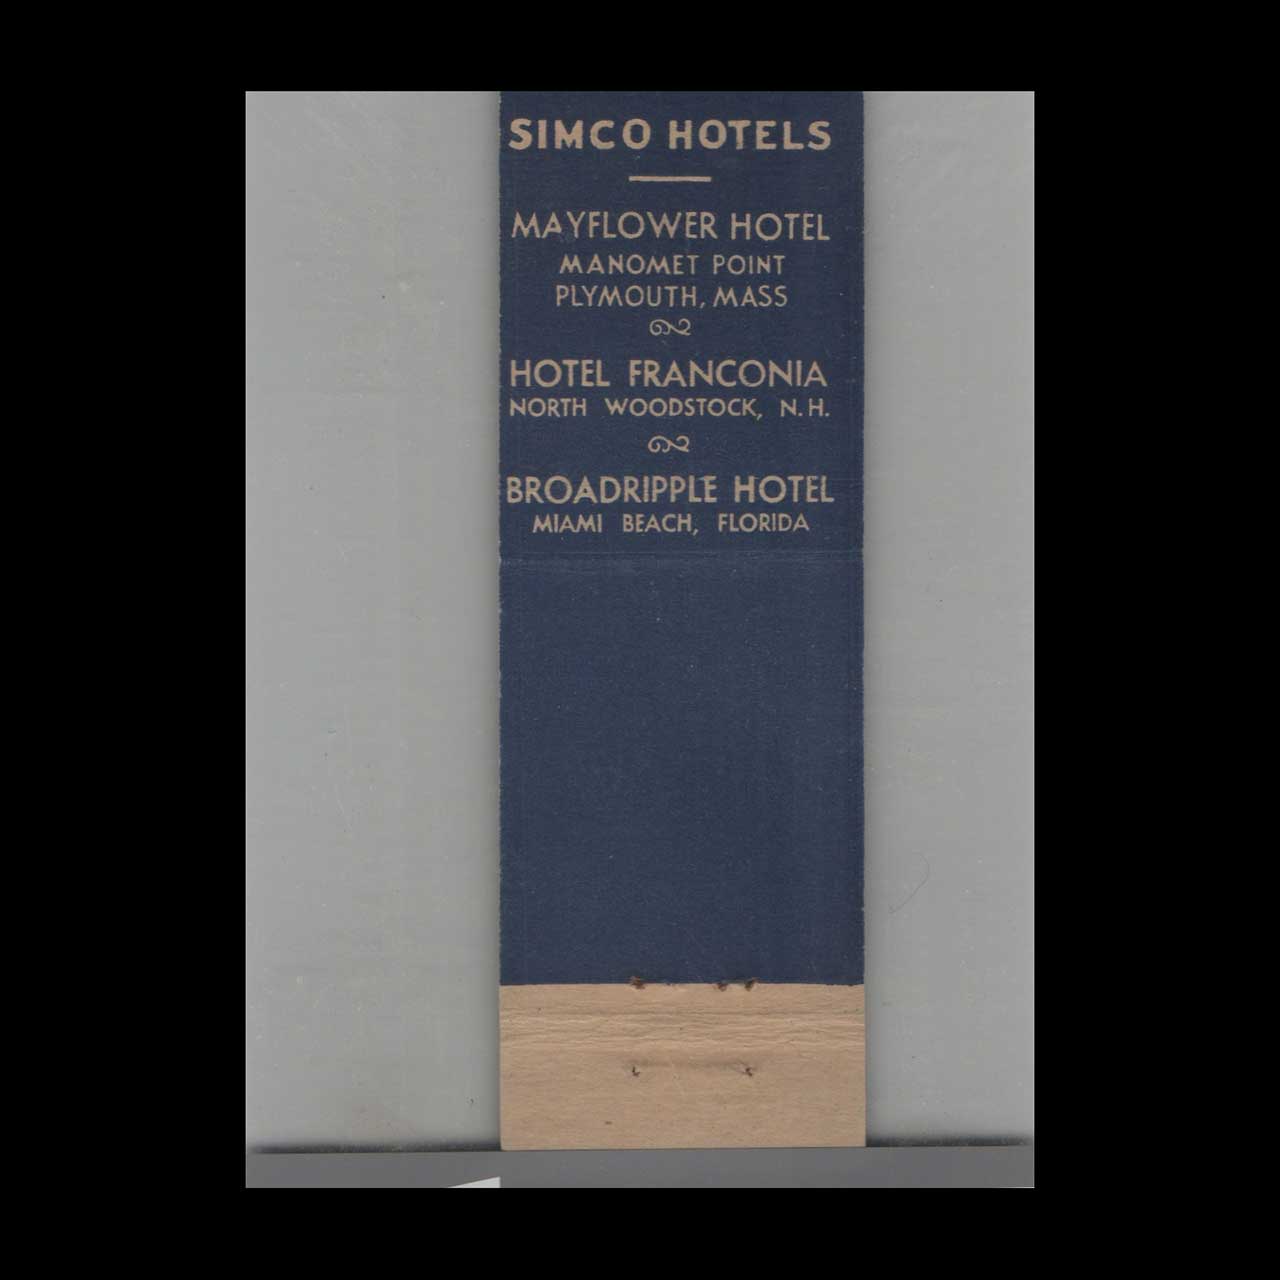 SIMCO HOTELS
MAYFLOWER HOTEL
MANOMET POINT
PLYMOUTH, MASS
HOTEL FRANCONIA
NORTH WOODSTOCK, N.H.
BROADRIPPLE HOTEL
MIAMI BEACH, FLORIDA